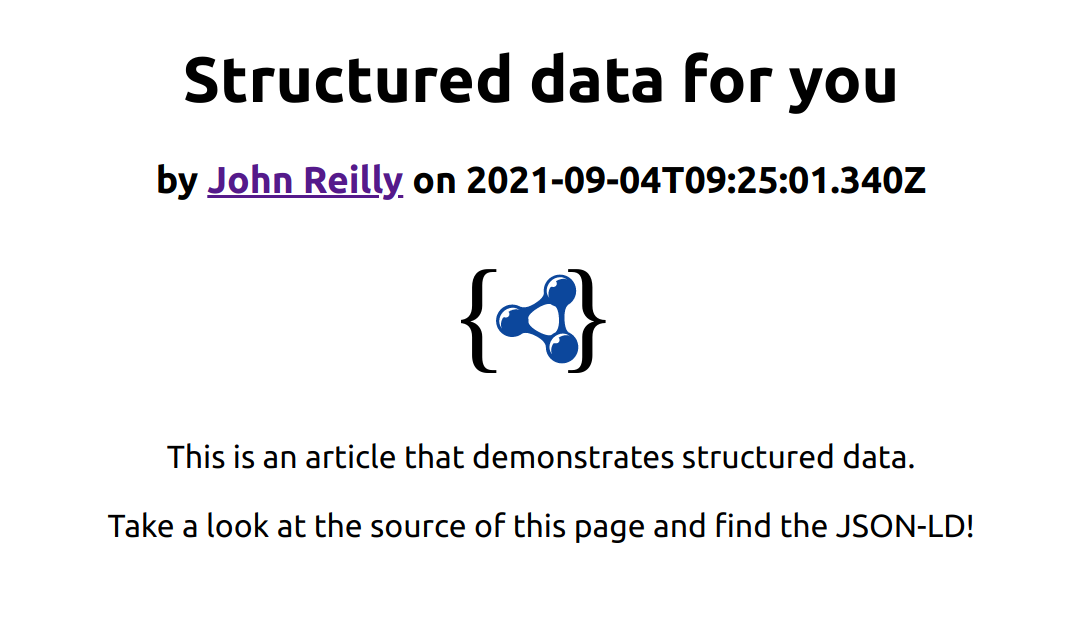 Structured data for you
by John Reilly on 2021-09-04T09:25:01.340Z
{ }
This is an article that demonstrates structured data.
Take a look at the source of this page and find the JSON-LD!